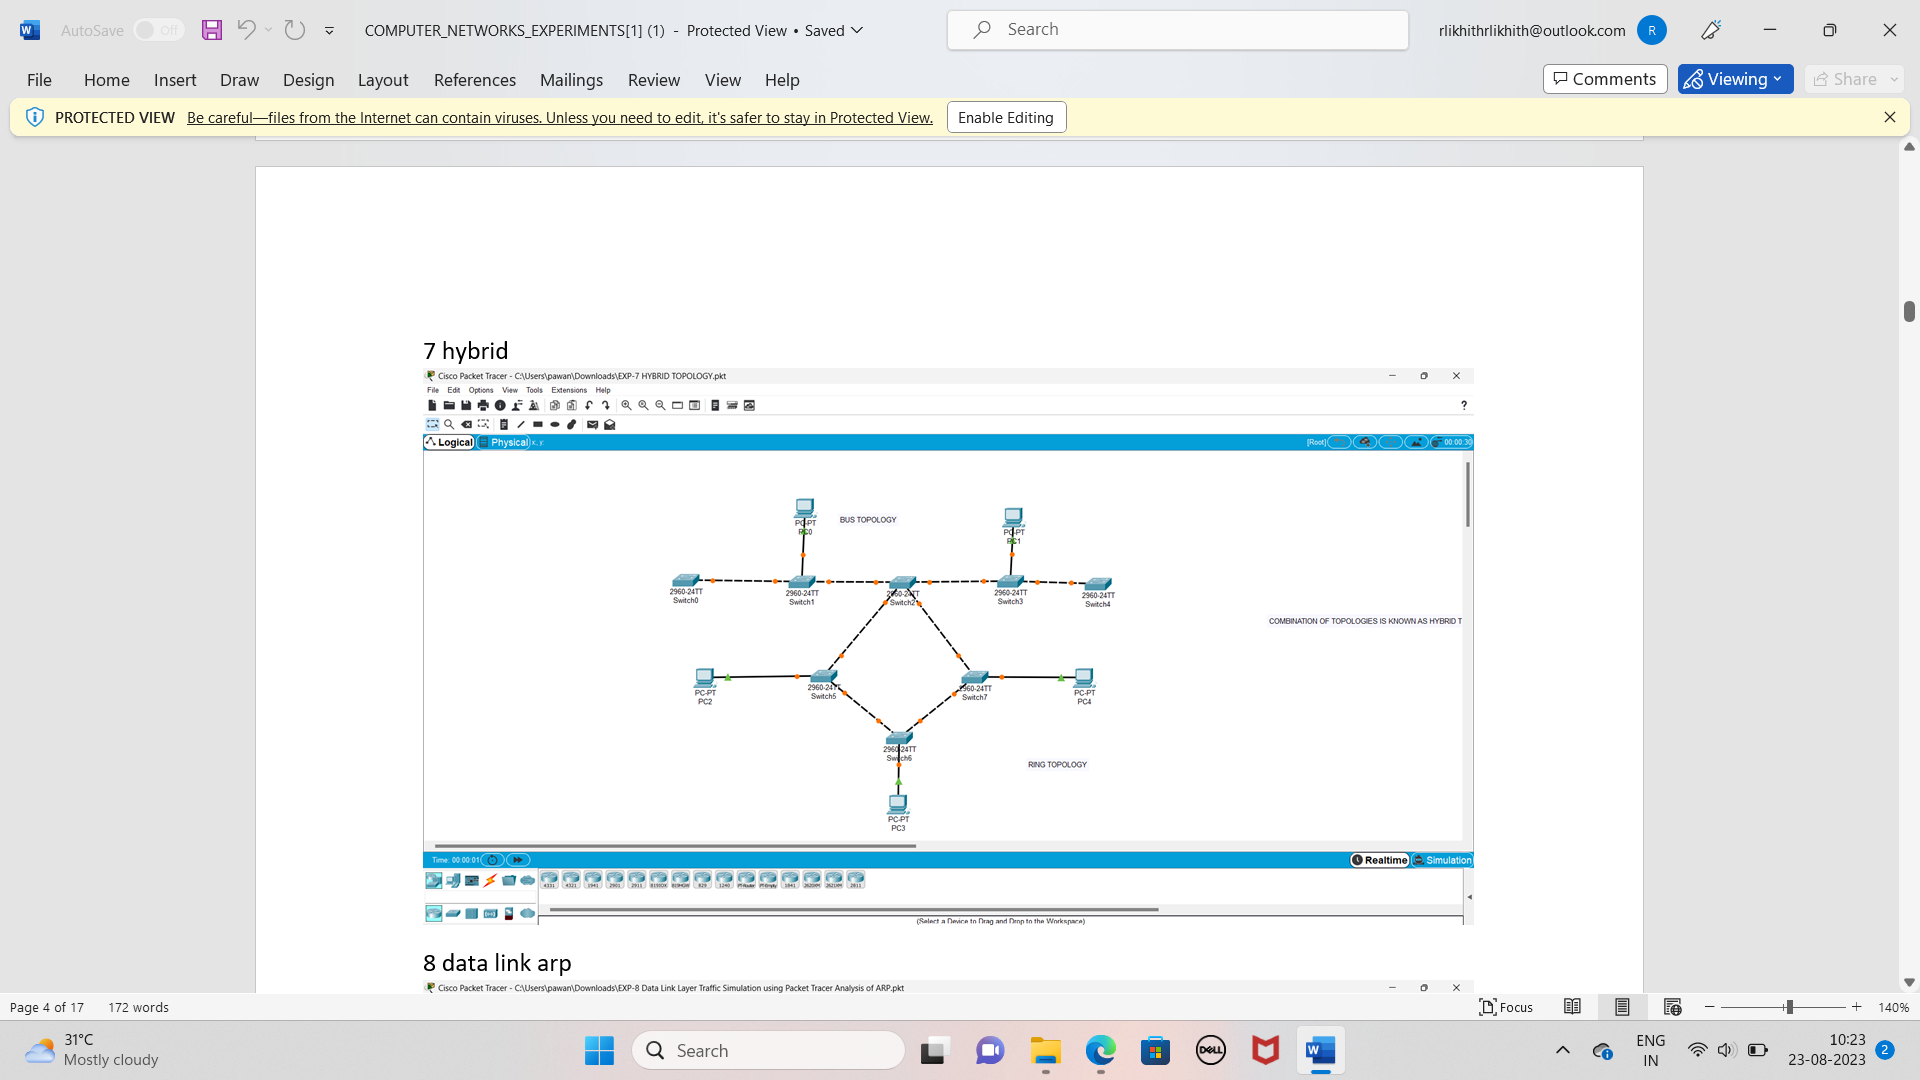 AutoSave Off COMPUTER_NETWORKS_EXPERIMENTS[1] (1) - Protected View • Saved Search rlikhithrlikhith@outlook.com R
File Home Insert Draw Design Layout References Mailings Review View Help Comments Viewing Share
PROTECTED VIEW Be careful—files from the Internet can contain viruses. Unless you need to edit, it's safer to stay in Protected View. Enable Editing
7 hybrid
Cisco Packet Tracer - C:\Users\pawan\Downloads\EXP-7 HYBRID TOPOLOGY.pkt
File Edit Options View Tools Extensions Help
?
Logical Physical x, y: [Root] 00:00:30
PC-PT
PC0
BUS TOPOLOGY
PC-PT
PC1
2960-24TT
Switch0
2960-24TT
Switch1
2960-24TT
Switch2
2960-24TT
Switch3
2960-24TT
Switch4
COMBINATION OF TOPOLOGIES IS KNOWN AS HYBRID T
PC-PT
PC2
2960-24TT
Switch5
2960-24TT
Switch7
PC-PT
PC4
2960-24TT
Switch6
RING TOPOLOGY
PC-PT
PC3
Time: 00:00:01 Realtime Simulation
4331 4321 1941 2901 2911 819IOX 819HGW 829 1240 PT-Router PT-Empty 1841 2620XM 2621XM 2811
(Select a Device to Drag and Drop to the Workspace)
8 data link arp
Cisco Packet Tracer - C:\Users\pawan\Downloads\EXP-8 Data Link Layer Traffic Simulation using Packet Tracer Analysis of ARP.pkt
Page 4 of 17 172 words Focus 140%
31°C
Mostly cloudy
Search
DELL
ENG
IN
10:23
23-08-2023
2